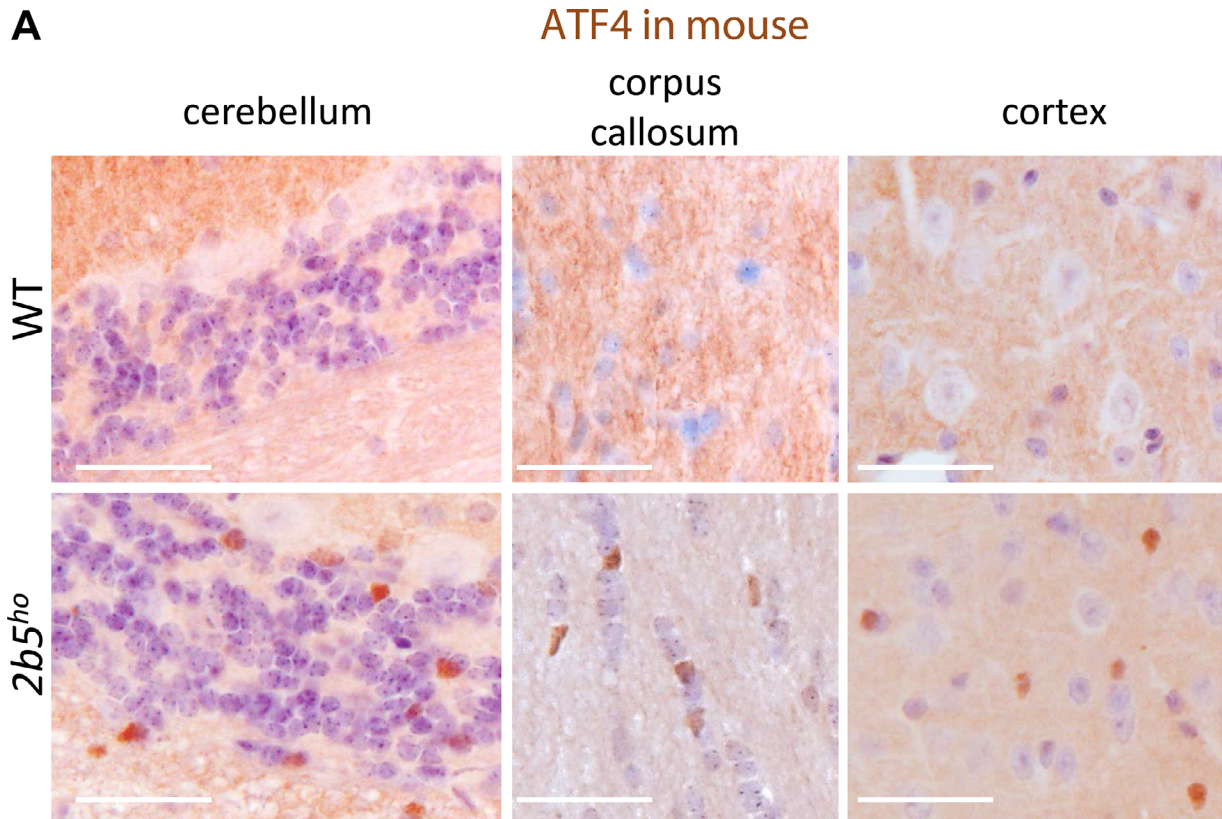 A
ATF4 in mouse
cerebellum
corpus
callosum
cortex
WT
2b5ho